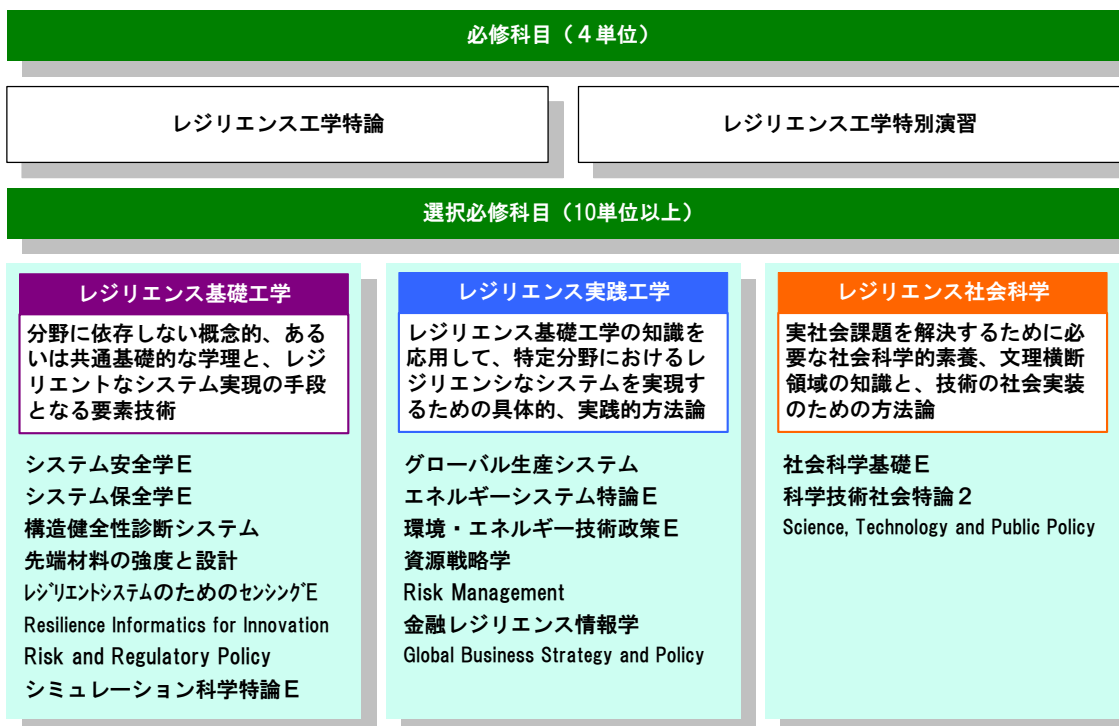 必修科目（４単位）
レジリエンス工学特論
レジリエンス工学特別演習
選択必修科目（10単位以上）
レジリエンス基礎工学
分野に依存しない概念的、ある
いは共通基礎的な学理と、レジ
リエントなシステム実現の手段
となる要素技術
システム安全学Ｅ
システム保全学Ｅ
構造健全性診断システム
先端材料の強度と設計
ﾚｼﾞﾘｴﾝﾄｼｽﾃﾑのためのｾﾝｼﾝｸﾞE
Resilience Informatics for Innovation
Risk and Regulatory Policy
シミュレーション科学特論Ｅ
レジリエンス実践工学
レジリエンス基礎工学の知識を
応用して、特定分野におけるレ
ジリエンシなシステムを実現す
るための具体的、実践的方法論
グローバル生産システム
エネルギーシステム特論Ｅ
環境・エネルギー技術政策Ｅ
資源戦略学
Risk Management
金融レジリエンス情報学
Global Business Strategy and Policy
レジリエンス社会科学
実社会課題を解決するために必
要な社会科学的素養、文理横断
領域の知識と、技術の社会実装
のための方法論
社会科学基礎Ｅ
科学技術社会特論２
Science, Technology and Public Policy